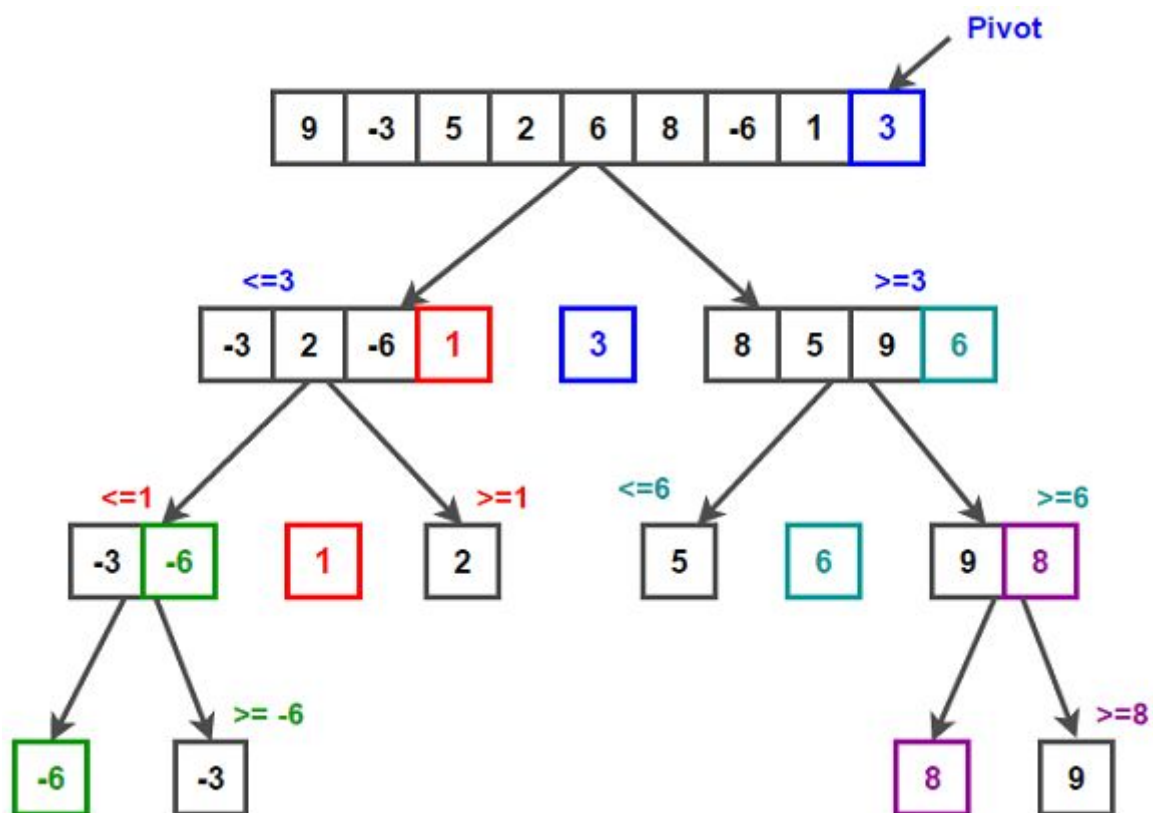 Pivot
9 -3 5 2 6 8 -6 1 3
<=3 >=3
-3 2 -6 1 3 8 5 9 6
<=1 >=1 <=6 >=6
-3 -6 1 2 5 6 9 8
>= -6 >=8
-6 -3 8 9